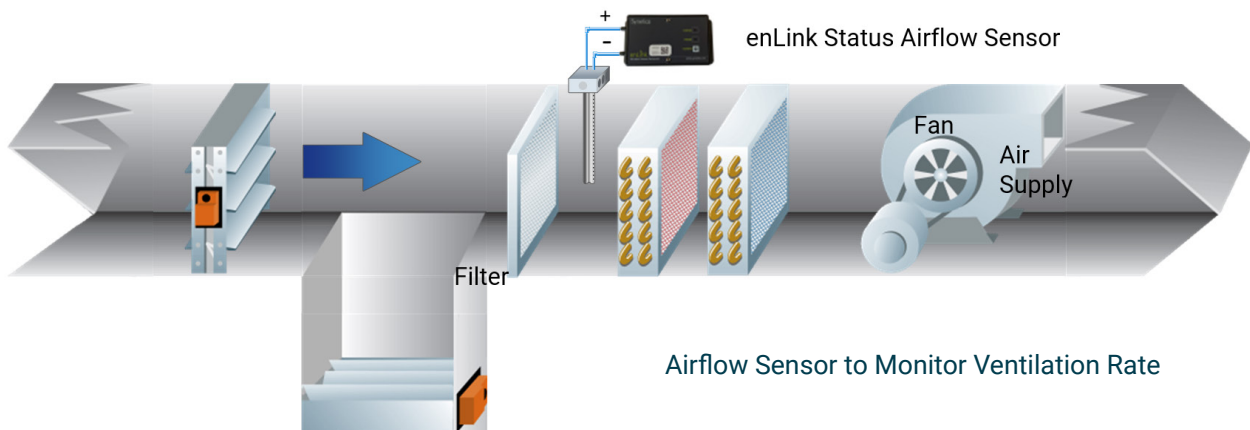 +
-
enLink Status Airflow Sensor
Fan
Air
Supply
Filter
Airflow Sensor to Monitor Ventilation Rate